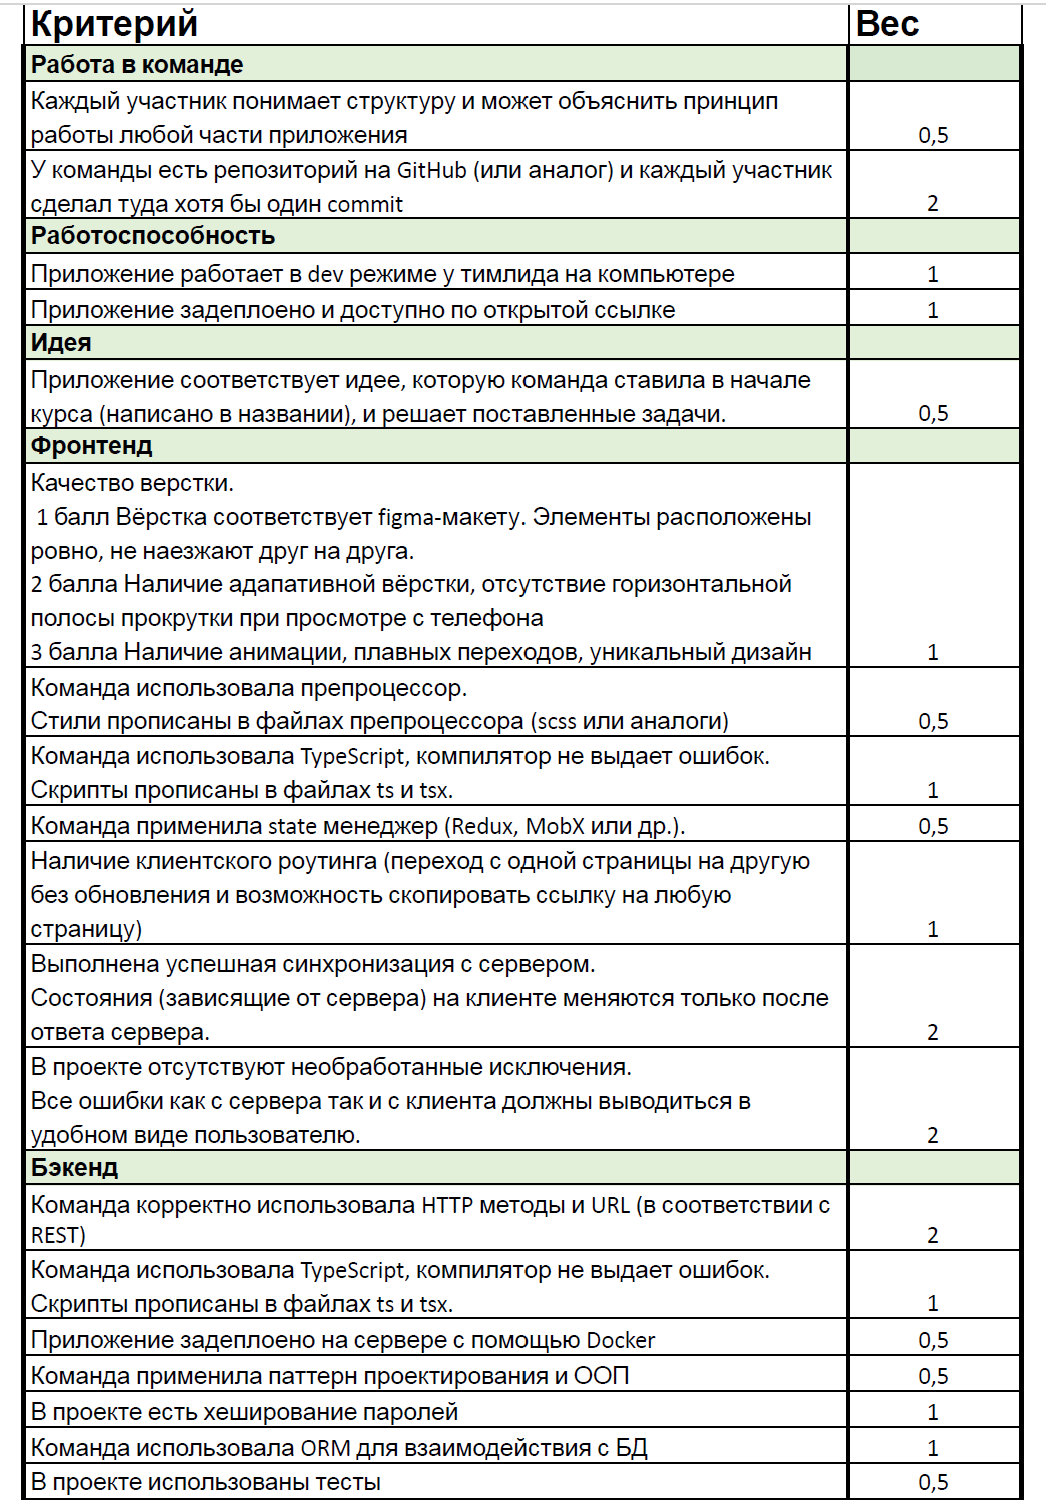 Критерий Вес
Работа в команде
Каждый участник понимает структуру и может объяснить принцип
работы любой части приложения 0,5
У команды есть репозиторий на GitHub (или аналог) и каждый участник
сделал туда хотя бы один commit 2
Работоспособность
Приложение работает в dev режиме у тимлида на компьютере 1
Приложение задеплоено и доступно по открытой ссылке 1
Идея
Приложение соответствует идее, которую команда ставила в начале
курса (написано в названии), и решает поставленные задачи. 0,5
Фронтенд
Качество верстки.
1 балл Вёрстка соответствует figma-макету. Элементы расположены
ровно, не наезжают друг на друга.
2 балла Наличие адапативной вёрстки, отсутствие горизонтальной
полосы прокрутки при просмотре с телефона
3 балла Наличие анимации, плавных переходов, уникальный дизайн 1
Команда использовала препроцессор.
Стили прописаны в файлах препроцессора (scss или аналоги) 0,5
Команда использовала TypeScript, компилятор не выдает ошибок.
Скрипты прописаны в файлах ts и tsx. 1
Команда применила state менеджер (Redux, MobX или др.). 0,5
Наличие клиентского роутинга (переход с одной страницы на другую
без обновления и возможность скопировать ссылку на любую
страницу) 1
Выполнена успешная синхронизация с сервером.
Состояния (зависящие от сервера) на клиенте меняются только после
ответа сервера. 2
В проекте отсутствуют необработанные исключения.
Все ошибки как с сервера так и с клиента должны выводиться в
удобном виде пользователю. 2
Бэкенд
Команда корректно использовала HTTP методы и URL (в соответствии с
REST) 2
Команда использовала TypeScript, компилятор не выдает ошибок.
Скрипты прописаны в файлах ts и tsx. 1
Приложение задеплоено на сервере с помощью Docker 0,5
Команда применила паттерн проектирования и ООП 0,5
В проекте есть хеширование паролей 1
Команда использовала ORM для взаимодействия с БД 1
В проекте использованы тесты 0,5